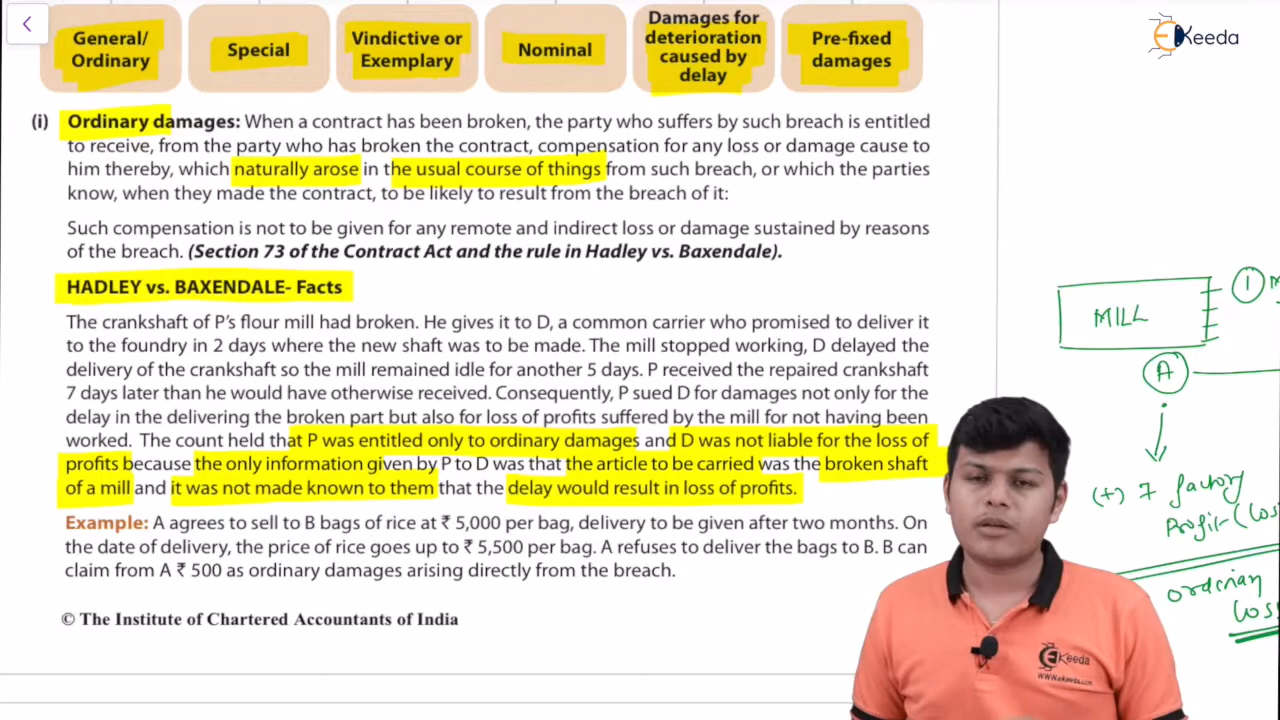 General/
Ordinary
Special
Vindictive or
Exemplary
Nominal
Damages for
deterioration
caused by
delay
Pre-fixed
damages
EKeeda
(i) Ordinary damages: When a contract has been broken, the party who suffers by such breach is entitled
to receive, from the party who has broken the contract, compensation for any loss or damage cause to
him thereby, which naturally arose in the usual course of things from such breach, or which the parties
know, when they made the contract, to be likely to result from the breach of it:
Such compensation is not to be given for any remote and indirect loss or damage sustained by reasons
of the breach. (Section 73 of the Contract Act and the rule in Hadley vs. Baxendale).
HADLEY vs. BAXENDALE- Facts
The crankshaft of P's flour mill had broken. He gives it to D, a common carrier who promised to deliver it
to the foundry in 2 days where the new shaft was to be made. The mill stopped working, D delayed the
delivery of the crankshaft so the mill remained idle for another 5 days. P received the repaired crankshaft
7 days later than he would have otherwise received. Consequently, P sued D for damages not only for the
delay in the delivering the broken part but also for loss of profits suffered by the mill for not having been
worked. The count held that P was entitled only to ordinary damages and D was not liable for the loss of
profits because the only information given by P to D was that the article to be carried was the broken shaft
of a mill and it was not made known to them that the delay would result in loss of profits.
Example: A agrees to sell to B bags of rice at ₹ 5,000 per bag, delivery to be given after two months. On
the date of delivery, the price of rice goes up to ₹ 5,500 per bag. A refuses to deliver the bags to B. B can
claim from A ₹ 500 as ordinary damages arising directly from the breach.
© The Institute of Chartered Accountants of India
MILL
1
A
(+) 7 factory
Profit (
ordinary
loss
EKeeda
www.ekeeda.com